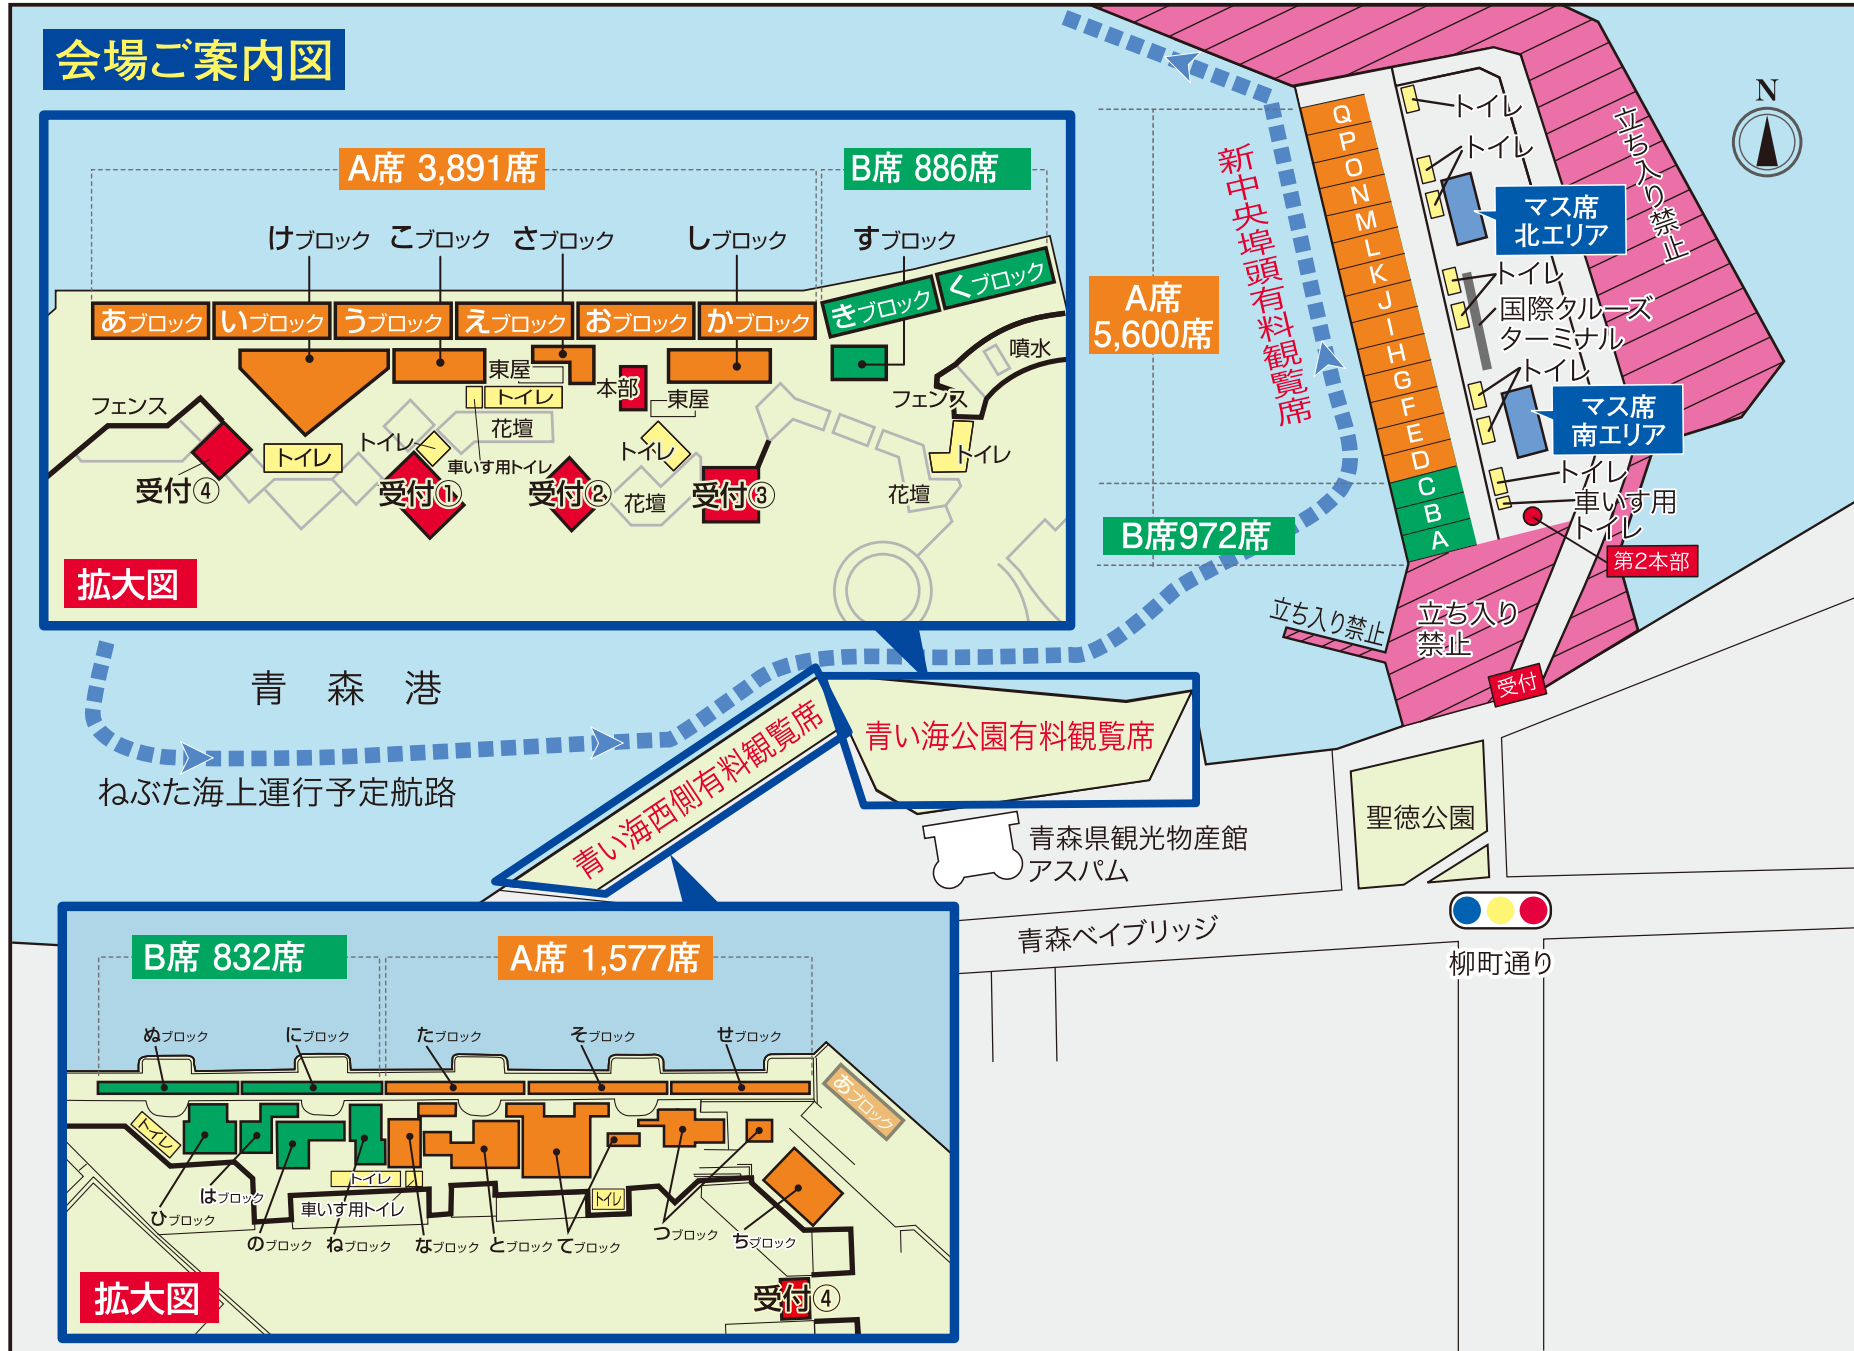 会場ご案内図
N
A席 3,891席
B席 886席
けブロック
こブロック
さブロック
しブロック
すブロック
あブロック
いブロック
うブロック
えブロック
おブロック
かブロック
きブロック
くブロック
東屋
トイレ
本部
東屋
噴水
フェンス
フェンス
花壇
トイレ
トイレ
車いす用トイレ
トイレ
トイレ
受付④
受付①
受付②
受付③
花壇
花壇
拡大図
新中央埠頭有料観覧席
A席
5,600席
B席972席
Q
P
O
N
M
L
K
J
I
H
G
F
E
D
C
B
A
トイレ
トイレ
マス席
北エリア
トイレ
国際クルーズ
ターミナル
トイレ
マス席
南エリア
トイレ
車いす用
トイレ
第2本部
立ち入り禁止
立ち入り禁止
立ち入り
禁止
受付
青森港
ねぶた海上運行予定航路
青い海西側有料観覧席
青い海公園有料観覧席
青森県観光物産館
アスパム
聖徳公園
青森ベイブリッジ
柳町通り
B席 832席
A席 1,577席
ぬブロック
にブロック
たブロック
そブロック
せブロック
あブロック
トイレ
トイレ
車いす用トイレ
トイレ
はブロック
ひブロック
のブロック
ねブロック
なブロック
とブロック
てブロック
つブロック
ちブロック
受付④
拡大図